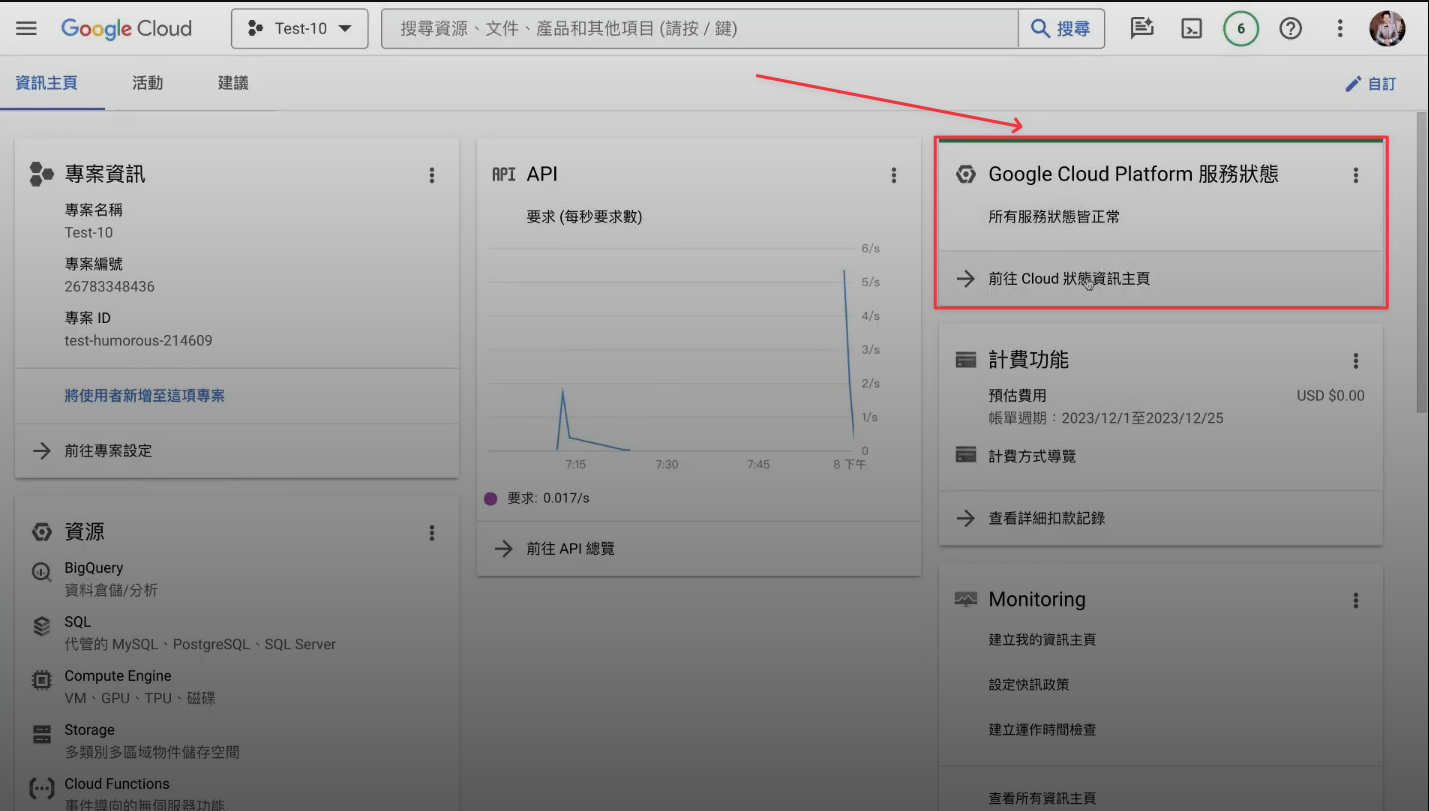 Google Cloud
Test-10
搜尋資源、文件、產品和其他項目 (請按 / 鍵)
搜尋
6
資訊主頁
活動
建議
自訂
專案資訊
專案名稱
Test-10
專案編號
26783348436
專案 ID
test-humorous-214609
將使用者新增至這項專案
前往專案設定
資源
BigQuery
資料倉儲/分析
SQL
代管的 MySQL、PostgreSQL、SQL Server
Compute Engine
VM、GPU、TPU、磁碟
Storage
多類別多區域物件儲存空間
Cloud Functions
事件導向的無伺服器功能
API API
要求 (每秒要求數)
6/s
5/s
4/s
3/s
2/s
1/s
0
7:15
7:30
7:45
8 下午
要求: 0.017/s
前往 API 總覽
Google Cloud Platform 服務狀態
所有服務狀態皆正常
前往 Cloud 狀態資訊主頁
計費功能
預估費用
USD $0.00
帳單週期：2023/12/1至2023/12/25
計費方式導覽
查看詳細扣款記錄
Monitoring
建立我的資訊主頁
設定快訊政策
建立運作時間檢查
查看所有資訊主頁